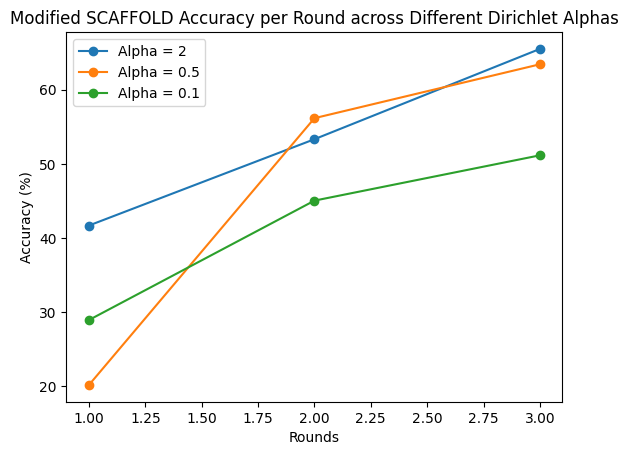 Modified SCAFFOLD Accuracy per Round across Different Dirichlet Alphas
Alpha = 2
Alpha = 0.5
Alpha = 0.1
Accuracy (%)
60
50
40
30
20
1.00 1.25 1.50 1.75 2.00 2.25 2.50 2.75 3.00
Rounds